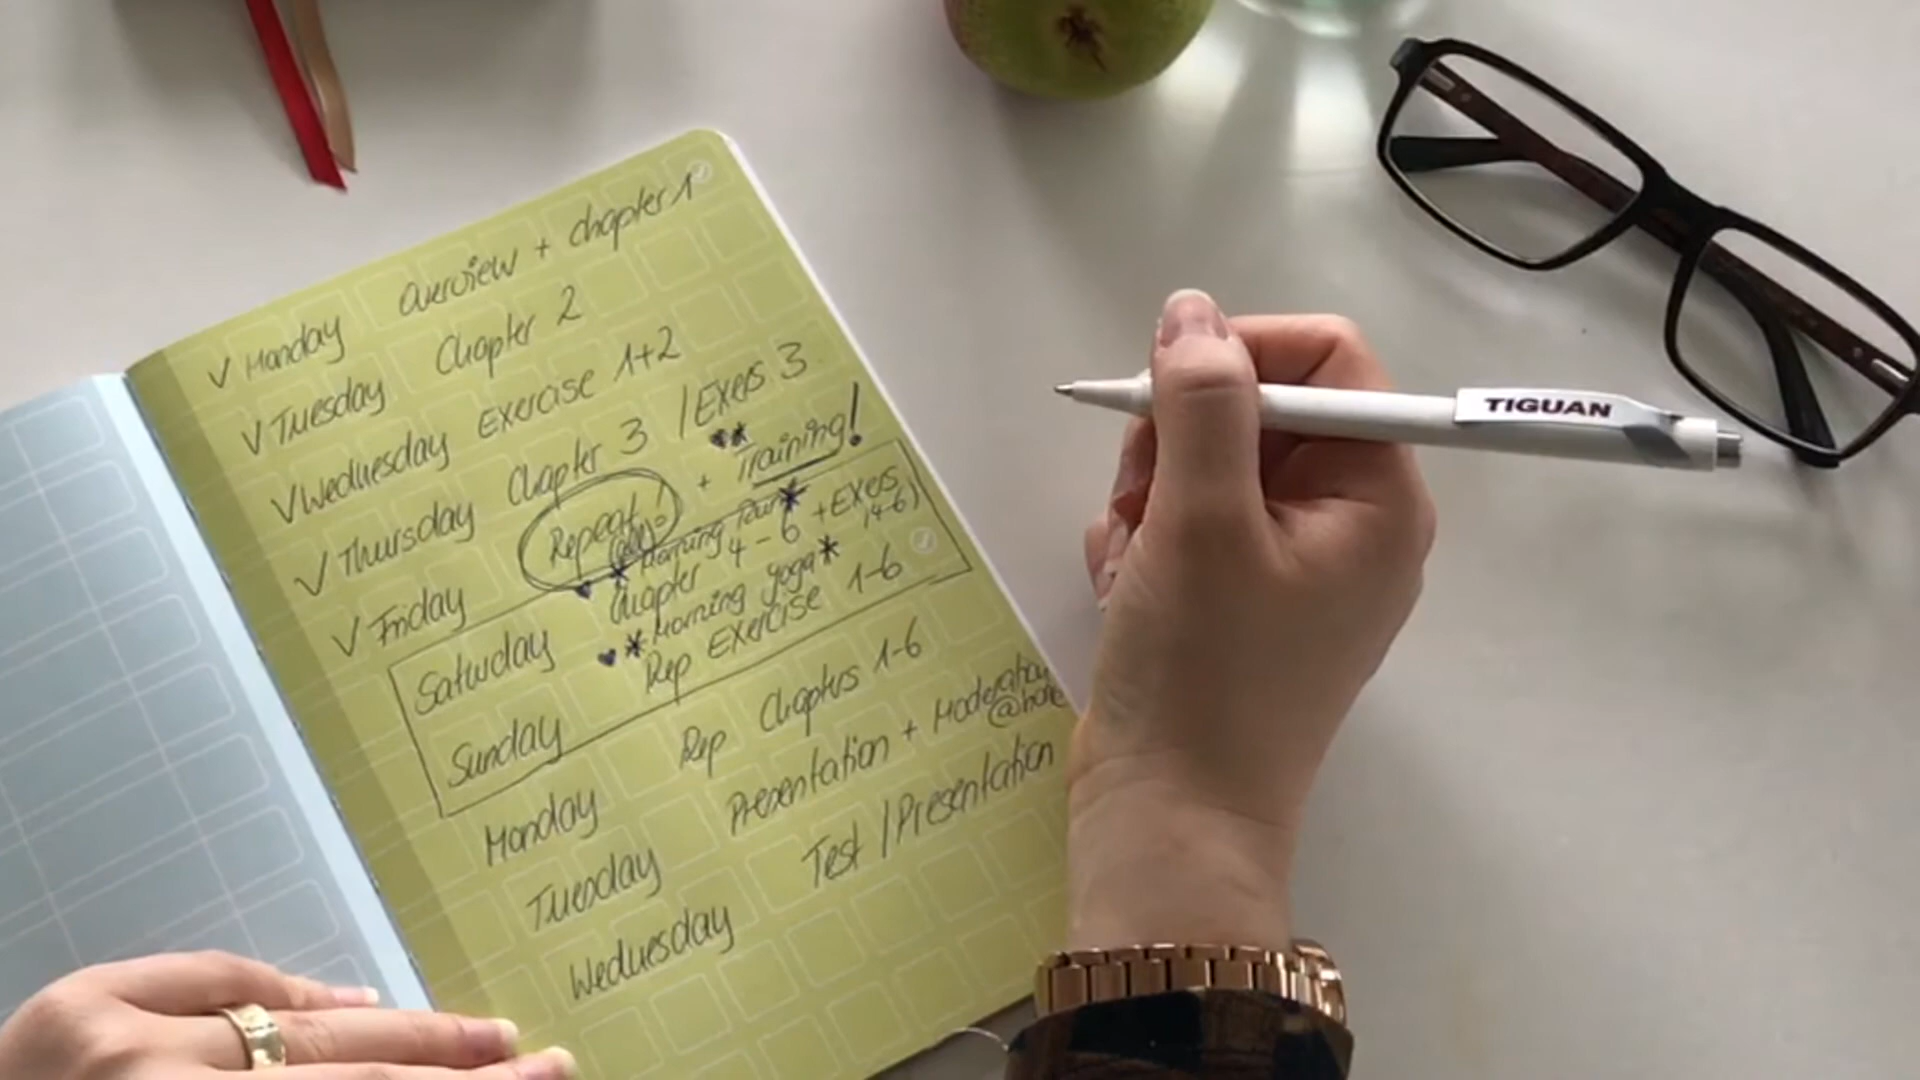 ✓ Monday overview + chapter 1
✓ Tuesday Chapter 2
✓ Wednesday Exercise 1+2
✓ Thursday Chapter 3 / Exers. 3
✓ Friday Repeat! + Training!
♥ * Morning
Saturday Chapter 4-6 + Exers (4-6)
♥ * Morning yoga *
Sunday Rep Exercise 1-6
Monday Rep Chapters 1-6
Tuesday Presentation + Moderation
Wednesday Test / Presentation
TIGUAN